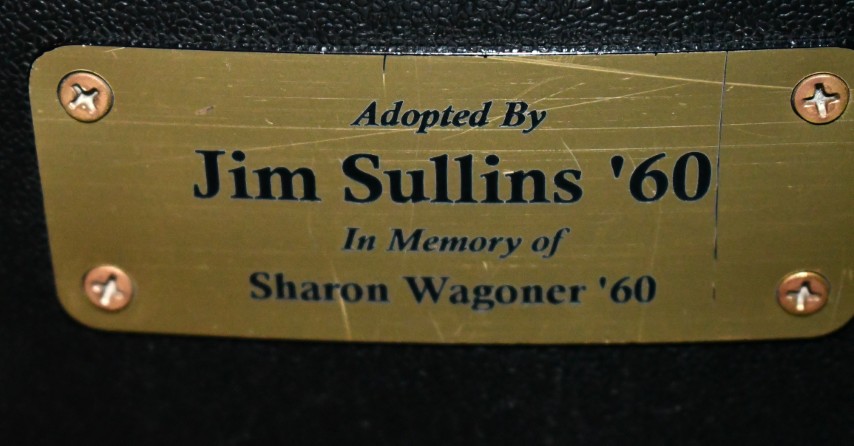 Adopted By
Jim Sullins '60
In Memory of
Sharon Wagoner '60